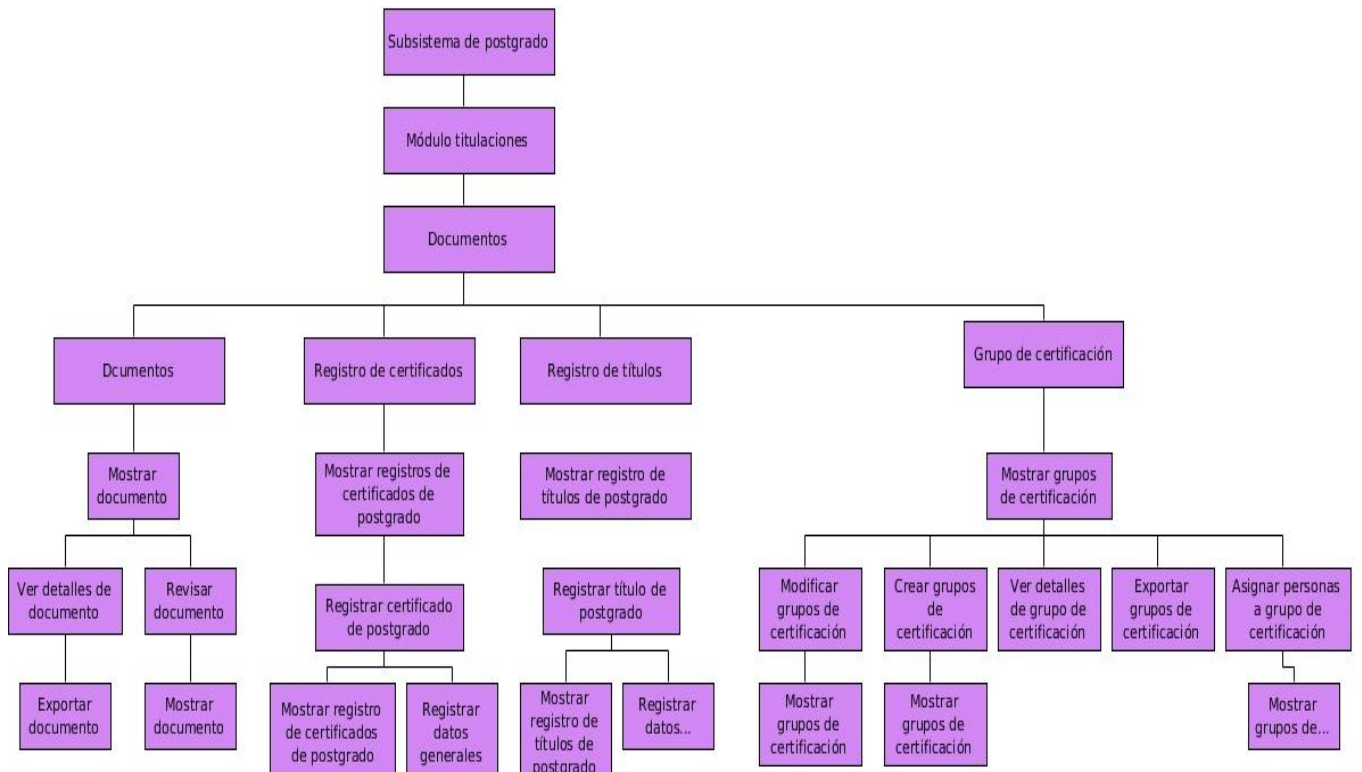 Subsistema de postgrado
Módulo titulaciones
Documentos
Dcumentos
Registro de certificados
Registro de títulos
Grupo de certificación
Mostrar
documento
Mostrar registros de
certificados de
postgrado
Mostrar registro de
títulos de postgrado
Mostrar grupos
de certificación
Ver detalles de
documento
Revisar
documento
Registrar certificado
de postgrado
Registrar título de
postgrado
Modificar
grupos de
certificación
Crear grupos
de
certificación
Ver detalles
de grupo de
certificación
Exportar
grupos de
certificación
Asignar personas
a grupo de
certificación
Exportar
documento
Mostrar
documento
Mostrar registro
de certificados
de postgrado
Registrar
datos
generales
Mostrar
registro de
títulos de
postgrado
Registrar
datos...
Mostrar
grupos de
certificación
Mostrar
grupos de
certificación
Mostrar
grupos de...